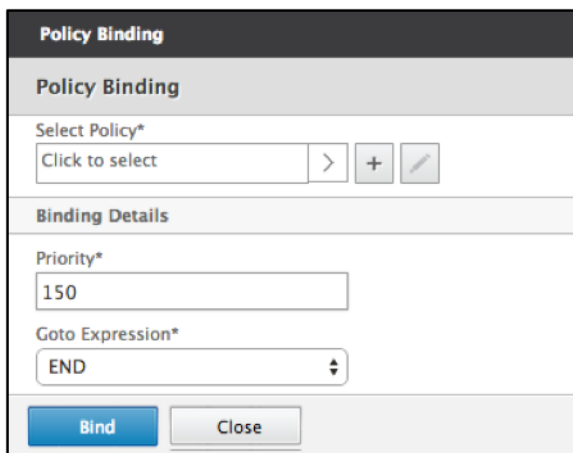 Policy Binding
Policy Binding
Select Policy*
Click to select
Binding Details
Priority*
150
Goto Expression*
END
Bind Close